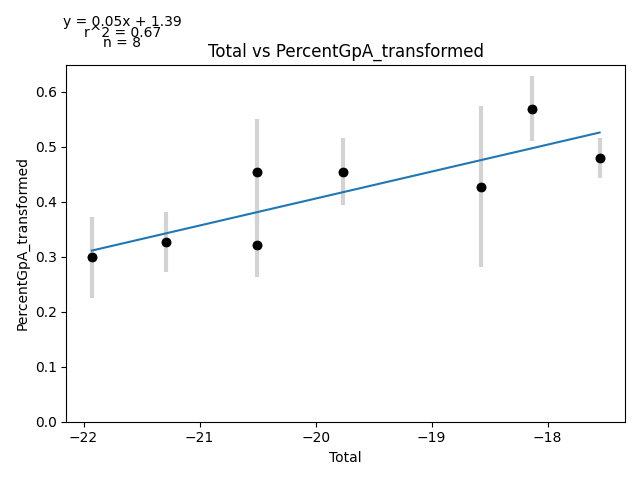 y = 0.05x + 1.39
r^2 = 0.67
n = 8
Total vs PercentGpA_transformed
PercentGpA_transformed
0.6
0.5
0.4
0.3
0.2
0.1
0.0
−22
−21
−20
−19
−18
Total